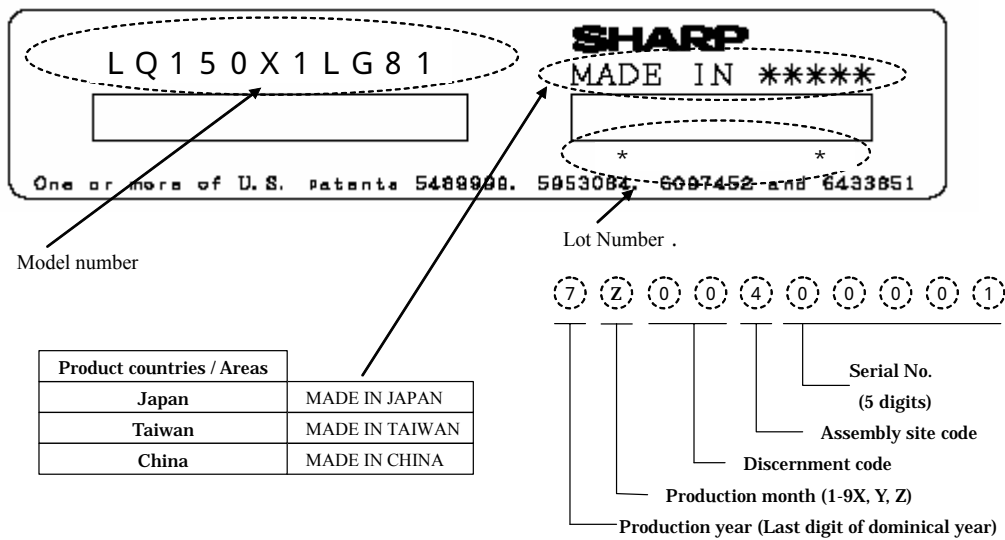 LQ150X1LG81
SHARP
MADE IN *****
* *
One or more of U.S. Patents 5489999. 5953084. 6097452 and 6433851
Model number
Lot Number .
7 Z 0 0 4 0 0 0 0 1
Product countries / Areas
Japan MADE IN JAPAN
Taiwan MADE IN TAIWAN
China MADE IN CHINA
Serial No.
(5 digits)
Assembly site code
Discernment code
Production month (1-9X, Y, Z)
Production year (Last digit of dominical year)